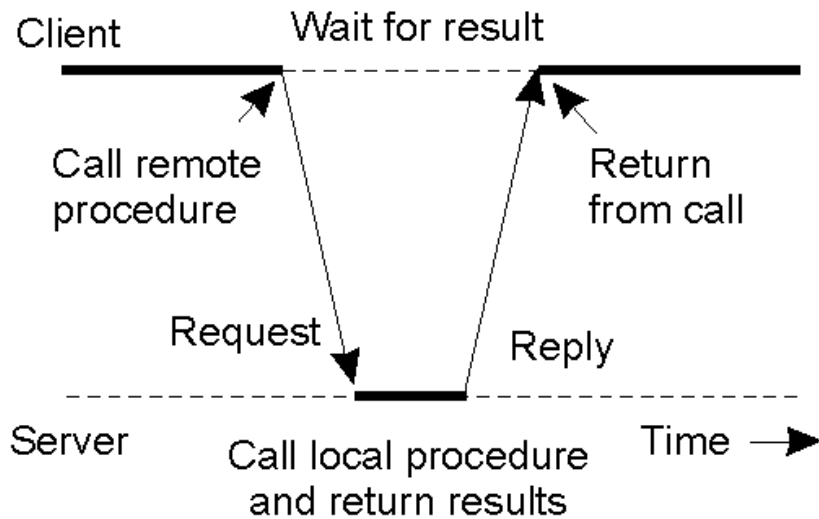 Client
Wait for result
Call remote
procedure
Return
from call
Request
Reply
Server
Call local procedure
and return results
Time